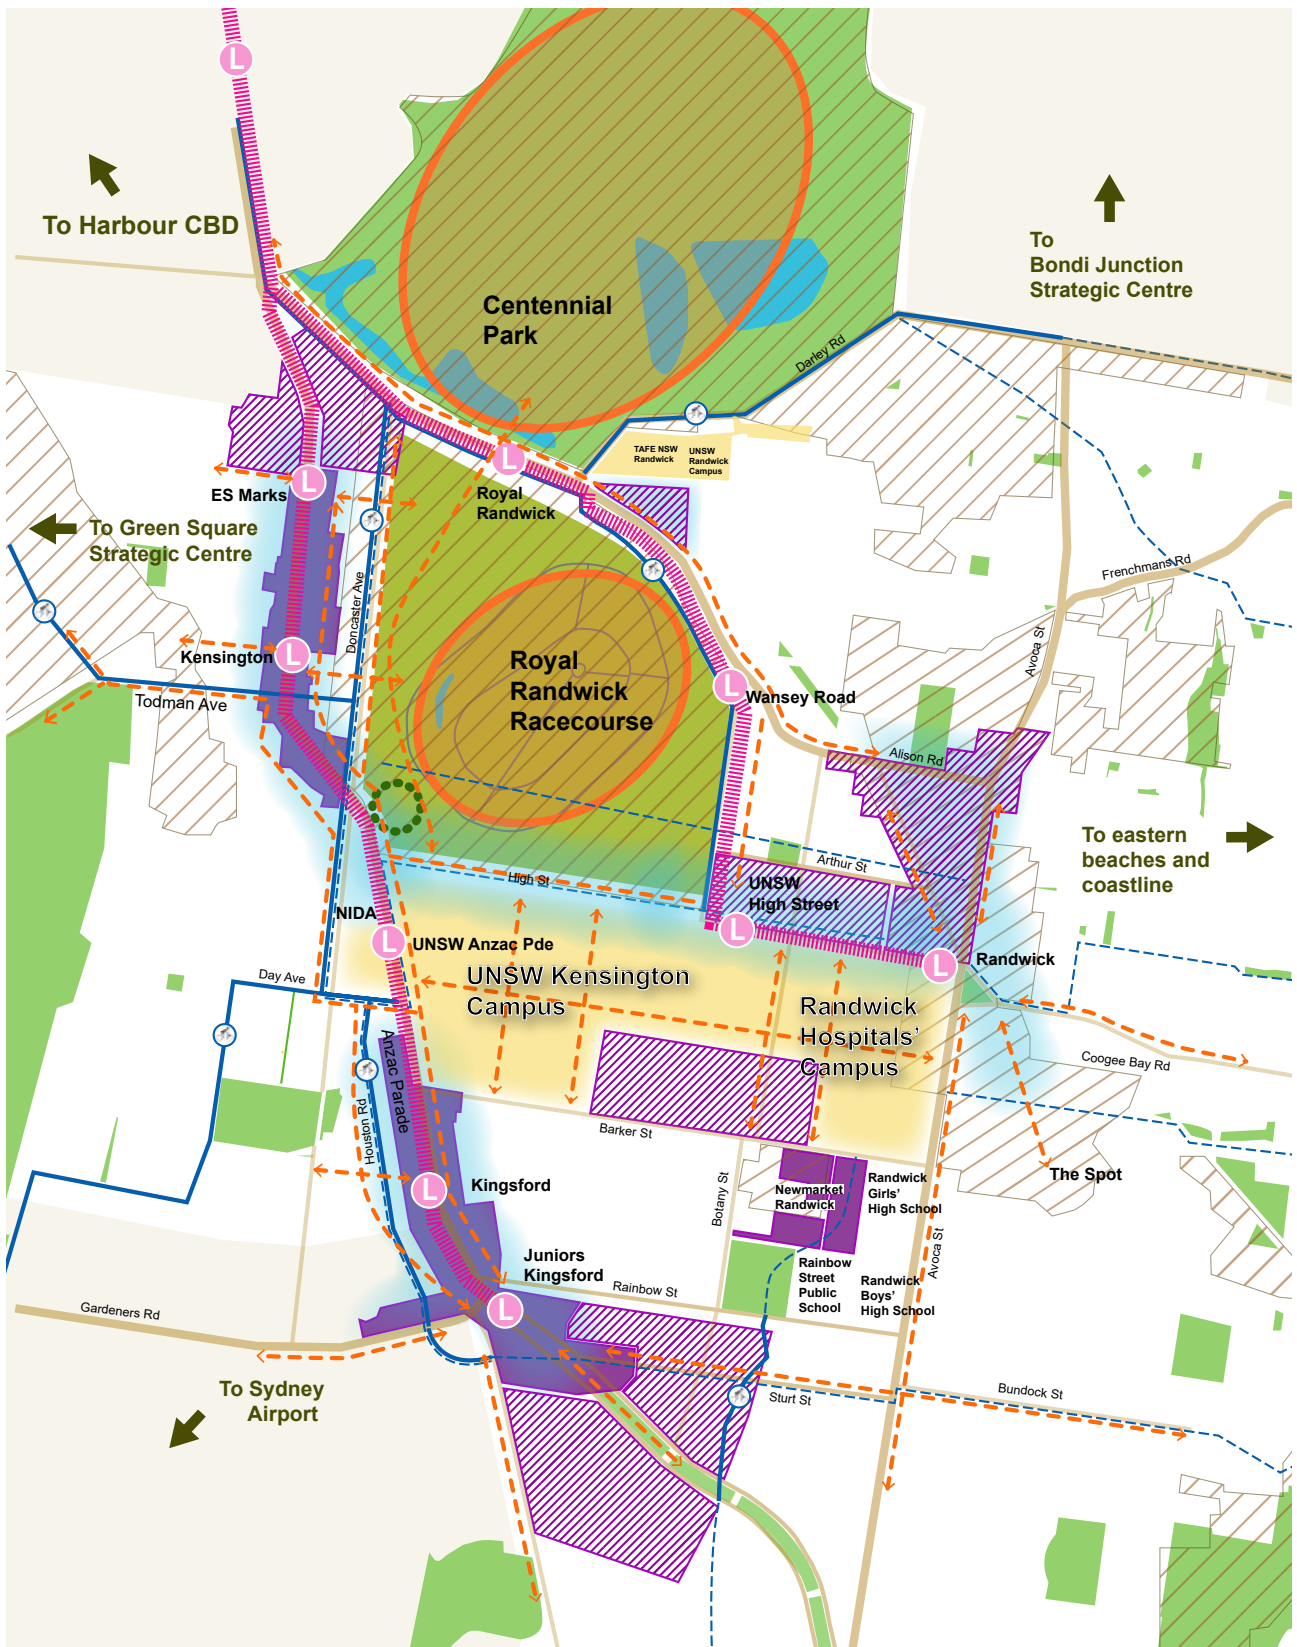 L
To Harbour CBD
To
Bondi Junction
Strategic Centre
Centennial
Park
Darley Rd
TAFE NSW
Randwick
UNSW
Randwick
Campus
L
Royal
Randwick
L
ES Marks
To Green Square
Strategic Centre
Frenchmans Rd
Doncaster Ave
Avoca St
L
Kensington
Royal
Randwick
Racecourse
L
Wansey Road
Todman Ave
Alison Rd
To eastern
beaches and
coastline
Arthur St
High St
UNSW
High Street
NIDA
L
UNSW Anzac Pde
L
L
Randwick
UNSW Kensington
Campus
Day Ave
Randwick
Hospitals'
Campus
Coogee Bay Rd
Anzac Parade
Houston Rd
Barker St
The Spot
L
Kingsford
Botany St
Newmarket
Randwick
Randwick
Girls'
High School
Avoca St
Juniors
Kingsford
L
Rainbow St
Rainbow
Street
Public
School
Randwick
Boys'
High School
Gardeners Rd
To Sydney
Airport
Sturt St
Bundock St